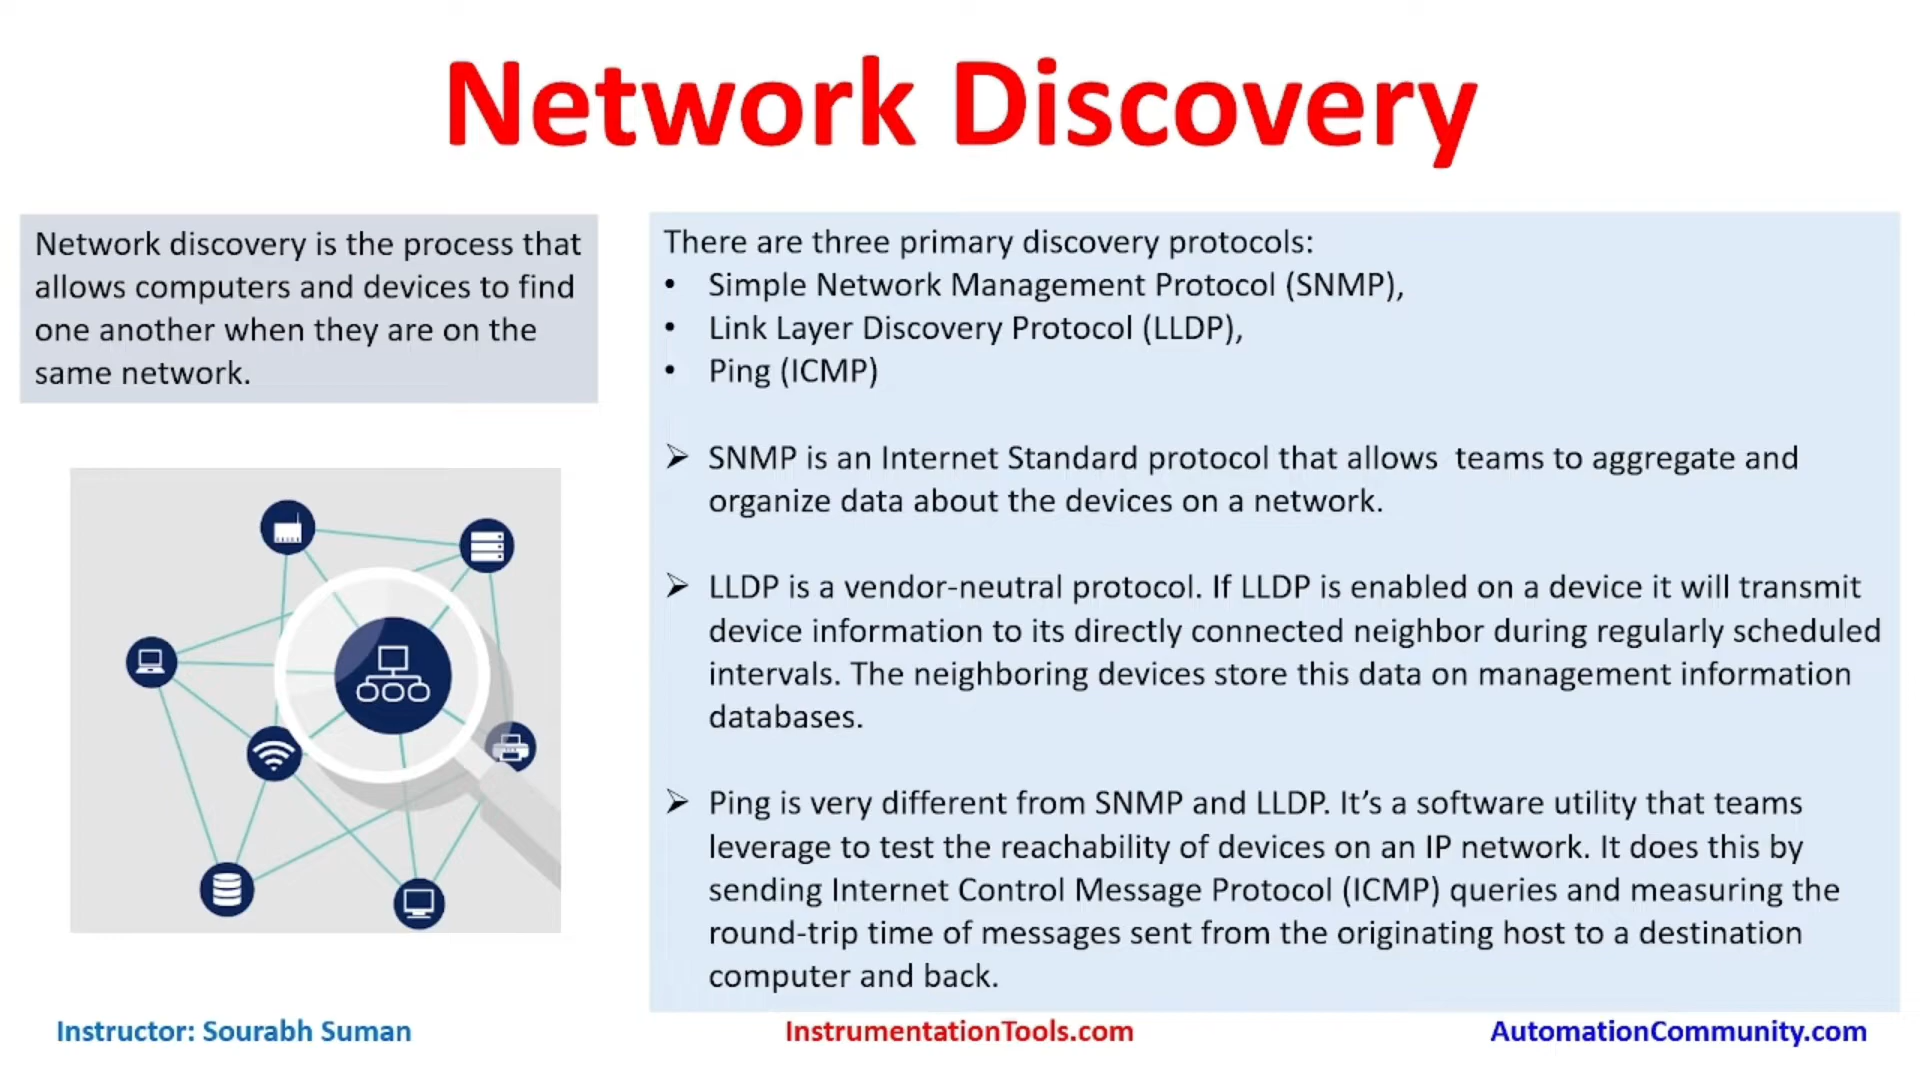 Network Discovery
Network discovery is the process that
allows computers and devices to find
one another when they are on the
same network.
There are three primary discovery protocols:
• Simple Network Management Protocol (SNMP),
• Link Layer Discovery Protocol (LLDP),
• Ping (ICMP)
➢ SNMP is an Internet Standard protocol that allows  teams to aggregate and
organize data about the devices on a network.
➢ LLDP is a vendor-neutral protocol. If LLDP is enabled on a device it will transmit
device information to its directly connected neighbor during regularly scheduled
intervals. The neighboring devices store this data on management information
databases.
➢ Ping is very different from SNMP and LLDP. It’s a software utility that teams
leverage to test the reachability of devices on an IP network. It does this by
sending Internet Control Message Protocol (ICMP) queries and measuring the
round-trip time of messages sent from the originating host to a destination
computer and back.
Instructor: Sourabh Suman
InstrumentationTools.com
AutomationCommunity.com